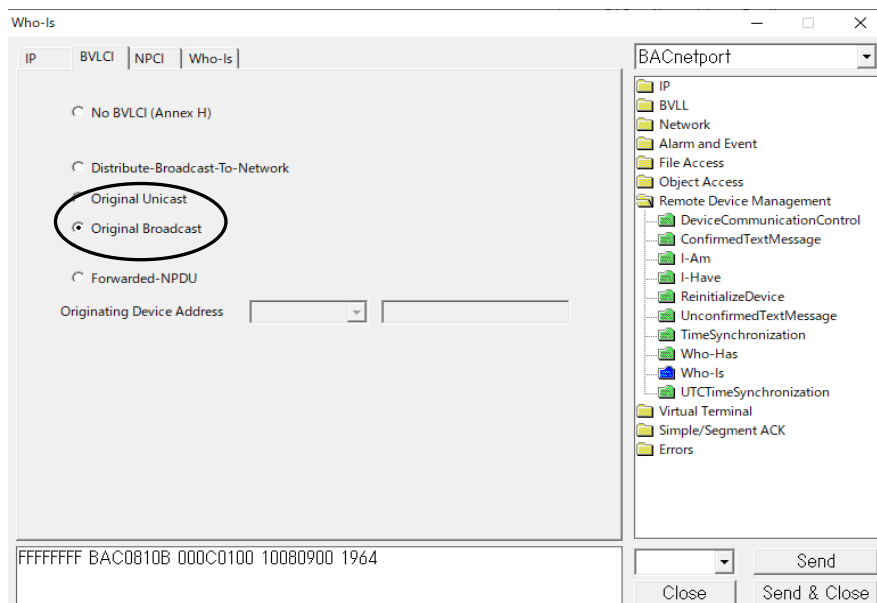 Who-Is
IP BVLCI NPCI Who-Is
No BVLCI (Annex H)
Distribute-Broadcast-To-Network
Original Unicast
Original Broadcast
Forwarded-NPDU
Originating Device Address
FFFFFFFF BAC0810B 000C0100 10080900 1964
BACnetport
IP
BVLL
Network
Alarm and Event
File Access
Object Access
Remote Device Management
DeviceCommunicationControl
ConfirmedTextMessage
I-Am
I-Have
ReinitializeDevice
UnconfirmedTextMessage
TimeSynchronization
Who-Has
Who-Is
UTCTimeSynchronization
Virtual Terminal
Simple/Segment ACK
Errors
Send
Close Send & Close